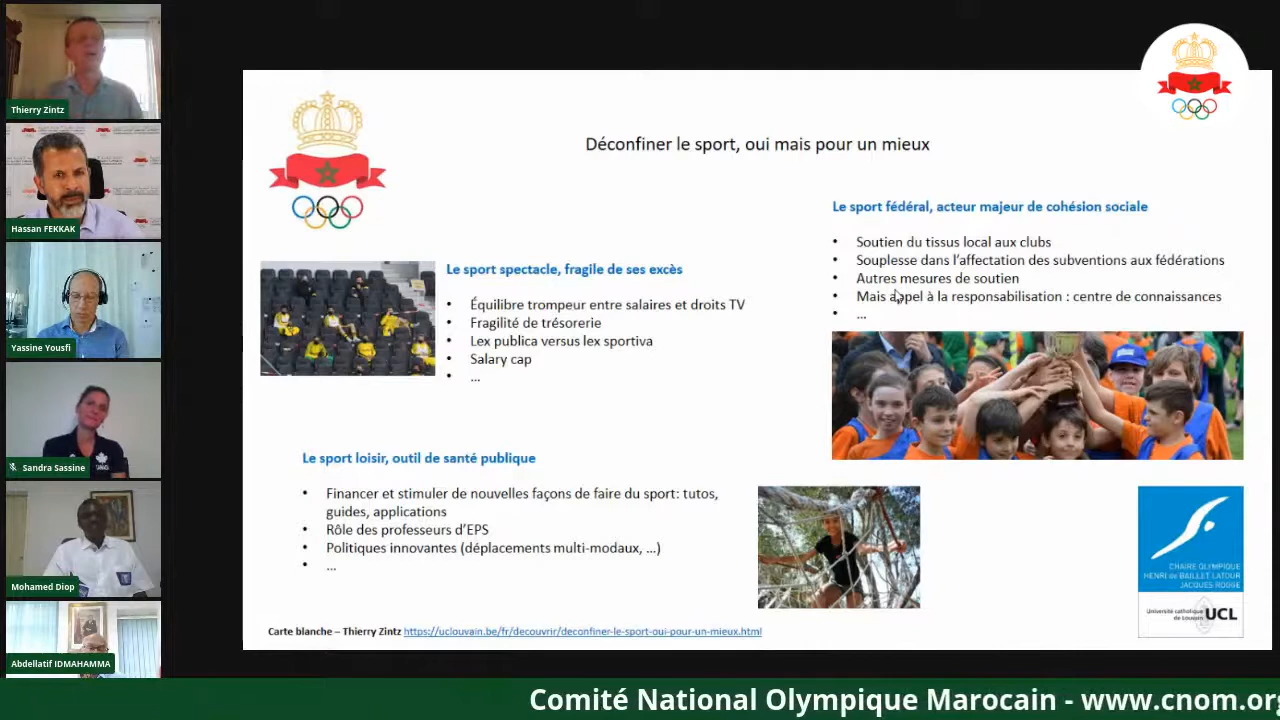 Thierry Zintz
Hassan FEKKAK
Yassine Yousfi
Sandra Sassine
Mohamed Diop
Abdellatif IDMAHAMMA
Déconfiner le sport, oui mais pour un mieux
Le sport spectacle, fragile de ses excès
• Équilibre trompeur entre salaires et droits TV
• Fragilité de trésorerie
• Lex publica versus lex sportiva
• Salary cap
• ...
Le sport fédéral, acteur majeur de cohésion sociale
• Soutien du tissus local aux clubs
• Souplesse dans l'affectation des subventions aux fédérations
• Autres mesures de soutien
• Mais appel à la responsabilisation : centre de connaissances
• ...
Le sport loisir, outil de santé publique
• Financer et stimuler de nouvelles façons de faire du sport: tutos,
guides, applications
• Rôle des professeurs d'EPS
• Politiques innovantes (déplacements multi-modaux, ...)
• ...
CHAIRE OLYMPIQUE
HENRI de BAILLET LATOUR
JACQUES ROGGE
Université catholique
de Louvain
UCL
Carte blanche – Thierry Zintz https://uclouvain.be/fr/decouvrir/deconfiner-le-sport-oui-pour-un-mieux.html
Comité National Olympique Marocain - www.cnom.org